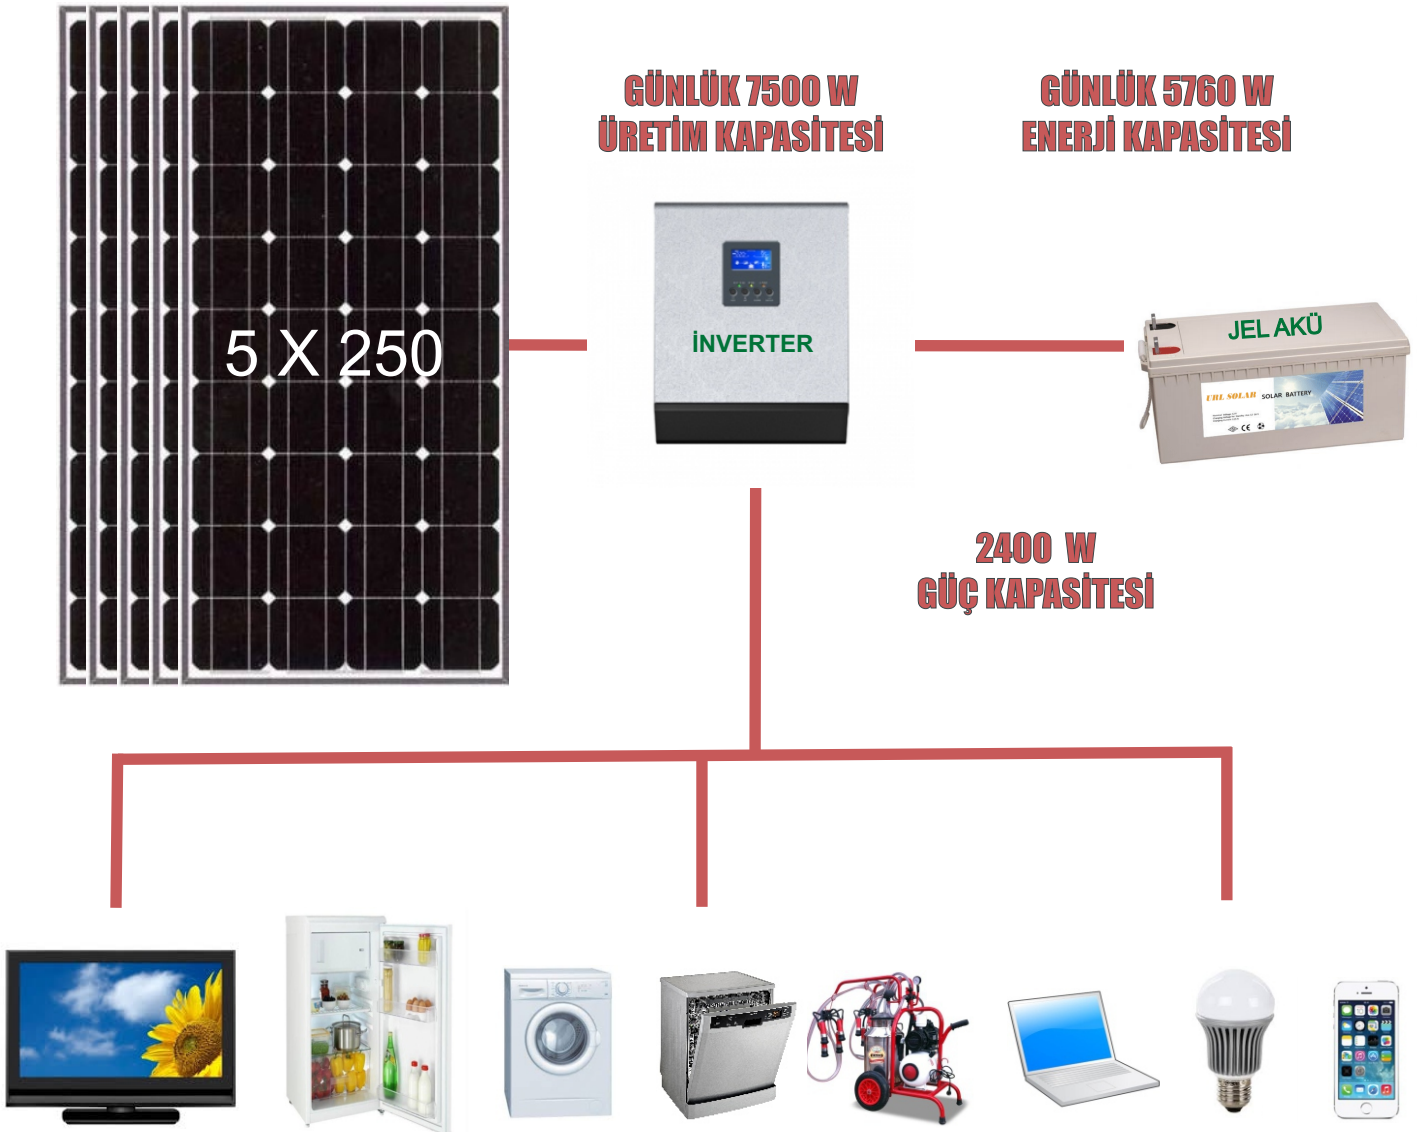 GÜNLÜK 7500 W
ÜRETİM KAPASİTESİ
GÜNLÜK 5760 W
ENERJİ KAPASİTESİ
5 X 250
İNVERTER
JEL AKÜ
SOLAR BATTERY
CE
2400 W
GÜÇ KAPASİTESİ